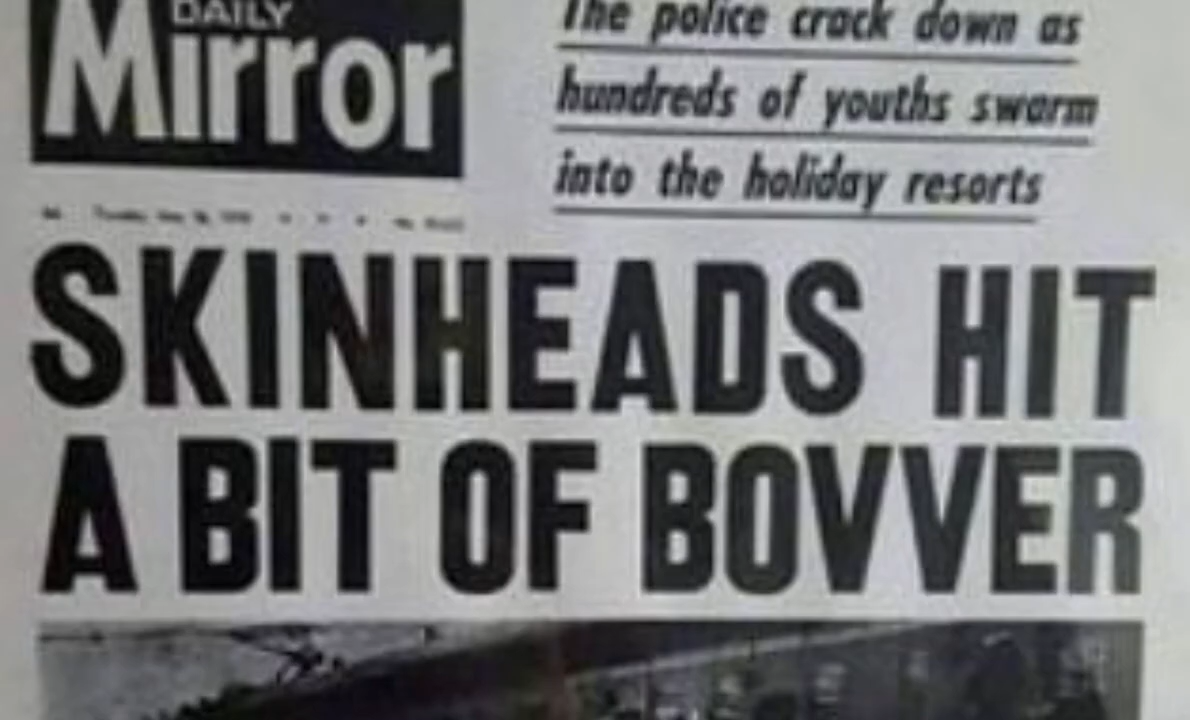 DAILY
Mirror
The police crack down as
hundreds of youths swarm
into the holiday resorts
SKINHEADS HIT
A BIT OF BOVVER